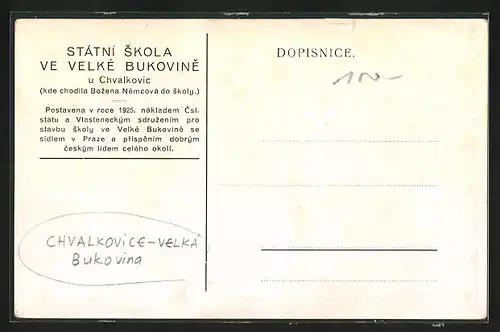 STÁTNÍ ŠKOLA
VE VELKÉ BUKOVINĚ
u Chvalkovic
(kde chodila Božena Němcová do školy.)
Postavena v roce 1925. nákladem Čsl.
státu a Vlasteneckým sdružením pro
stavbu školy ve Velké Bukovině se
sídlem v Praze a přispěním dobrým
českým lidem celého okolí.
DOPISNICE.
CHVALKOVICE-VELKÁ
Bukovina